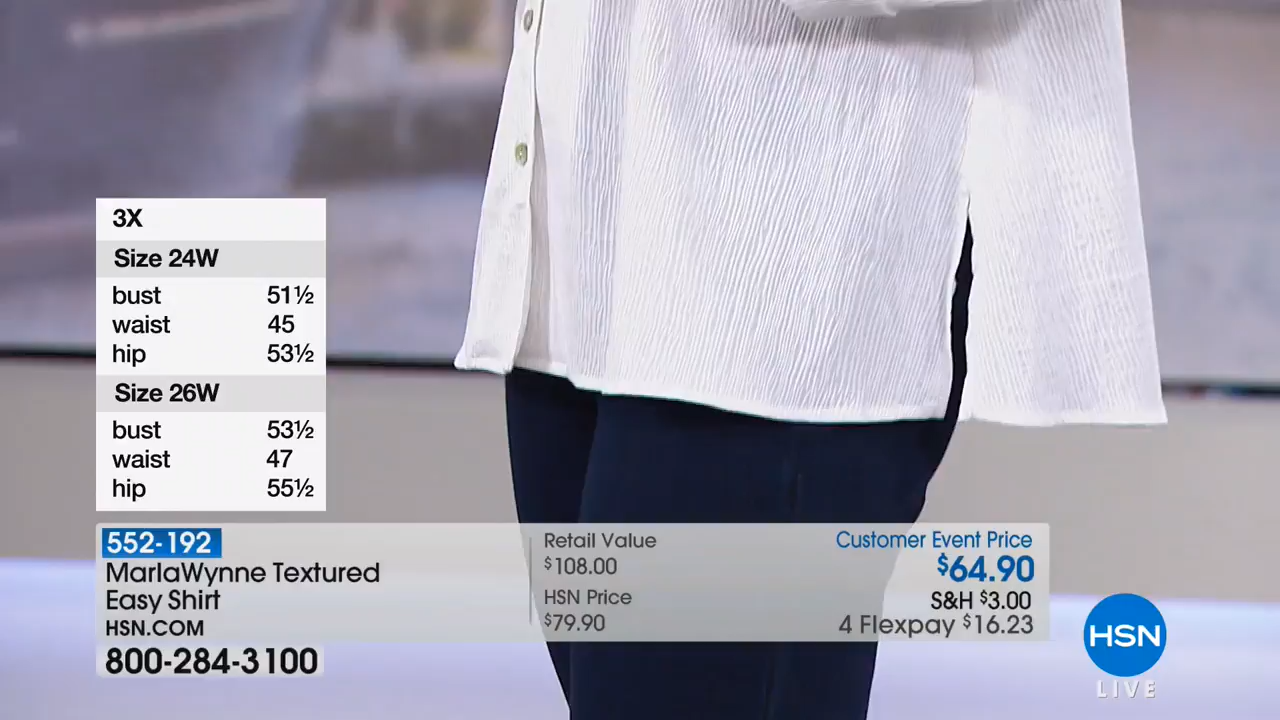 3X
Size 24W
bust 51½
waist 45
hip 53½
Size 26W
bust 53½
waist 47
hip 55½
552-192
MarlaWynne Textured
Easy Shirt
HSN.COM
800-284-3100
Retail Value
$108.00
HSN Price
$79.90
Customer Event Price
$64.90
S&H $3.00
4 Flexpay $16.23
HSN
LIVE